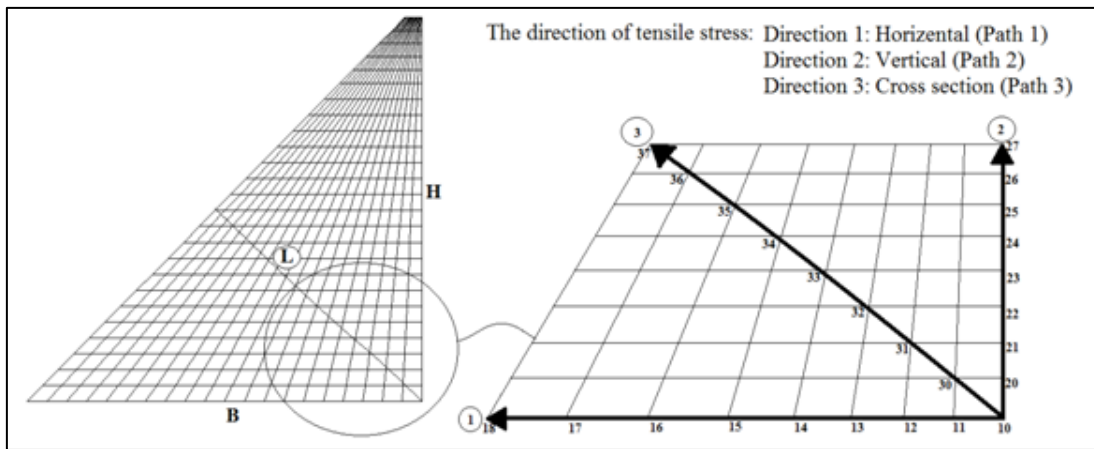 The direction of tensile stress: Direction 1: Horizental (Path 1)
Direction 2: Vertical (Path 2)
Direction 3: Cross section (Path 3)
H
L
B
3
2
37
27
36
26
35
25
34
24
33
23
32
22
31
21
30
20
1
18 17 16 15 14 13 12 11 10